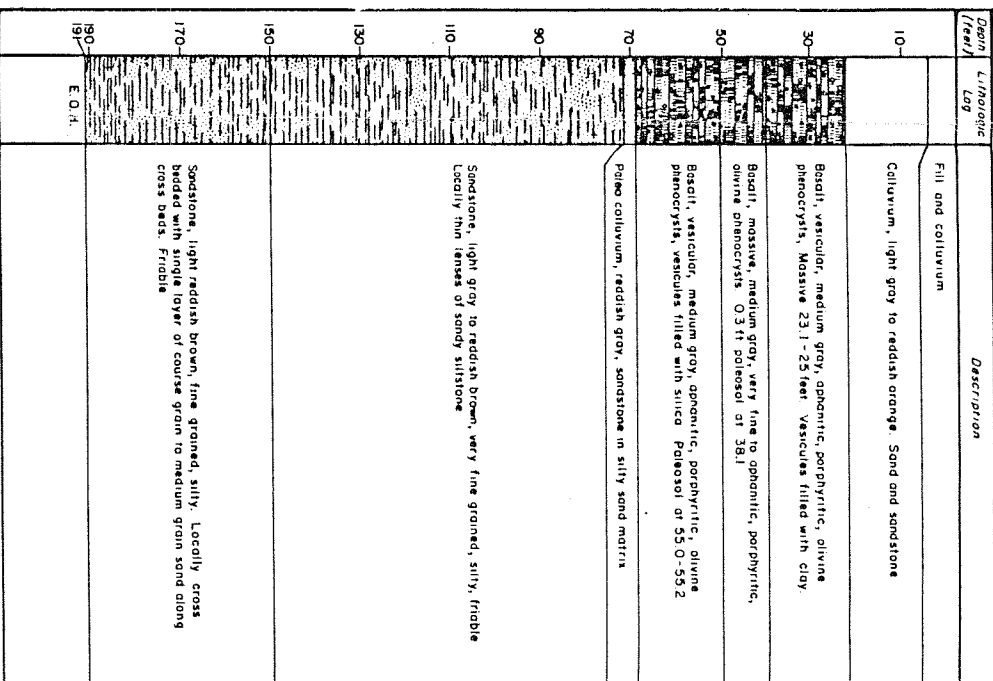 Depth
(feet)
Lithologic
Log
Description
Fill and colluvium
10
Colluvium, light gray to reddish orange. Sand and sandstone
30
Basalt, vesicular, medium gray, aphanitic, porphyritic, olivine
phenocrysts, Massive 23.1-25 feet. Vesicules filled with clay.
Basalt, massive, medium gray, very fine to aphanitic, porphyritic,
olivine phenocrysts 0.3 ft paleosol at 38.1
50
Basalt, vesicular, medium gray, aphanitic, porphyritic, olivine
phenocrysts, vesicules filled with silica Paleosol at 55.0-55.2
70
Paleo colluvium, reddish gray, sandstone in silty sand matrix
90
110
Sandstone, light gray to reddish brown, very fine grained, silty, friable
Locally thin lenses of sandy siltstone
130
150
170
Sandstone, light reddish brown, fine grained, silty. Locally cross
bedded with single layer of course grain to medium grain sand along
cross beds. Friable
190
191
E.O.H.